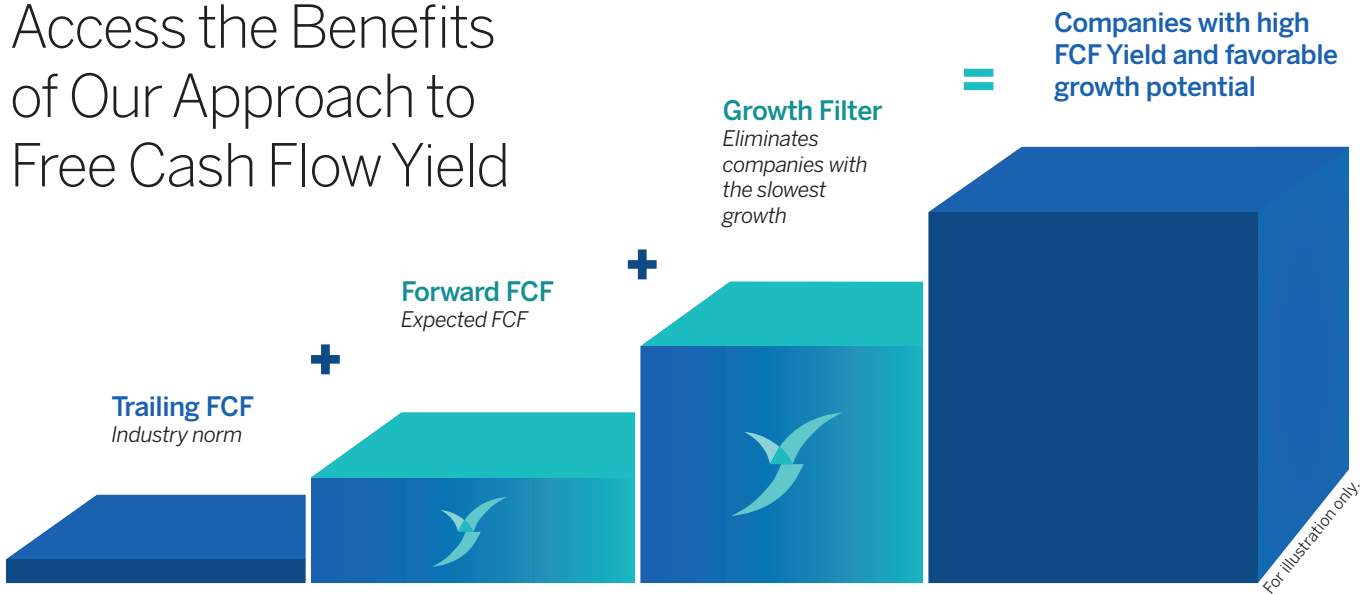 Access the Benefits
of Our Approach to
Free Cash Flow Yield
Trailing FCF
Industry norm
+
Forward FCF
Expected FCF
+
Growth Filter
Eliminates
companies with
the slowest
growth
=
Companies with high
FCF Yield and favorable
growth potential
For illustration only.